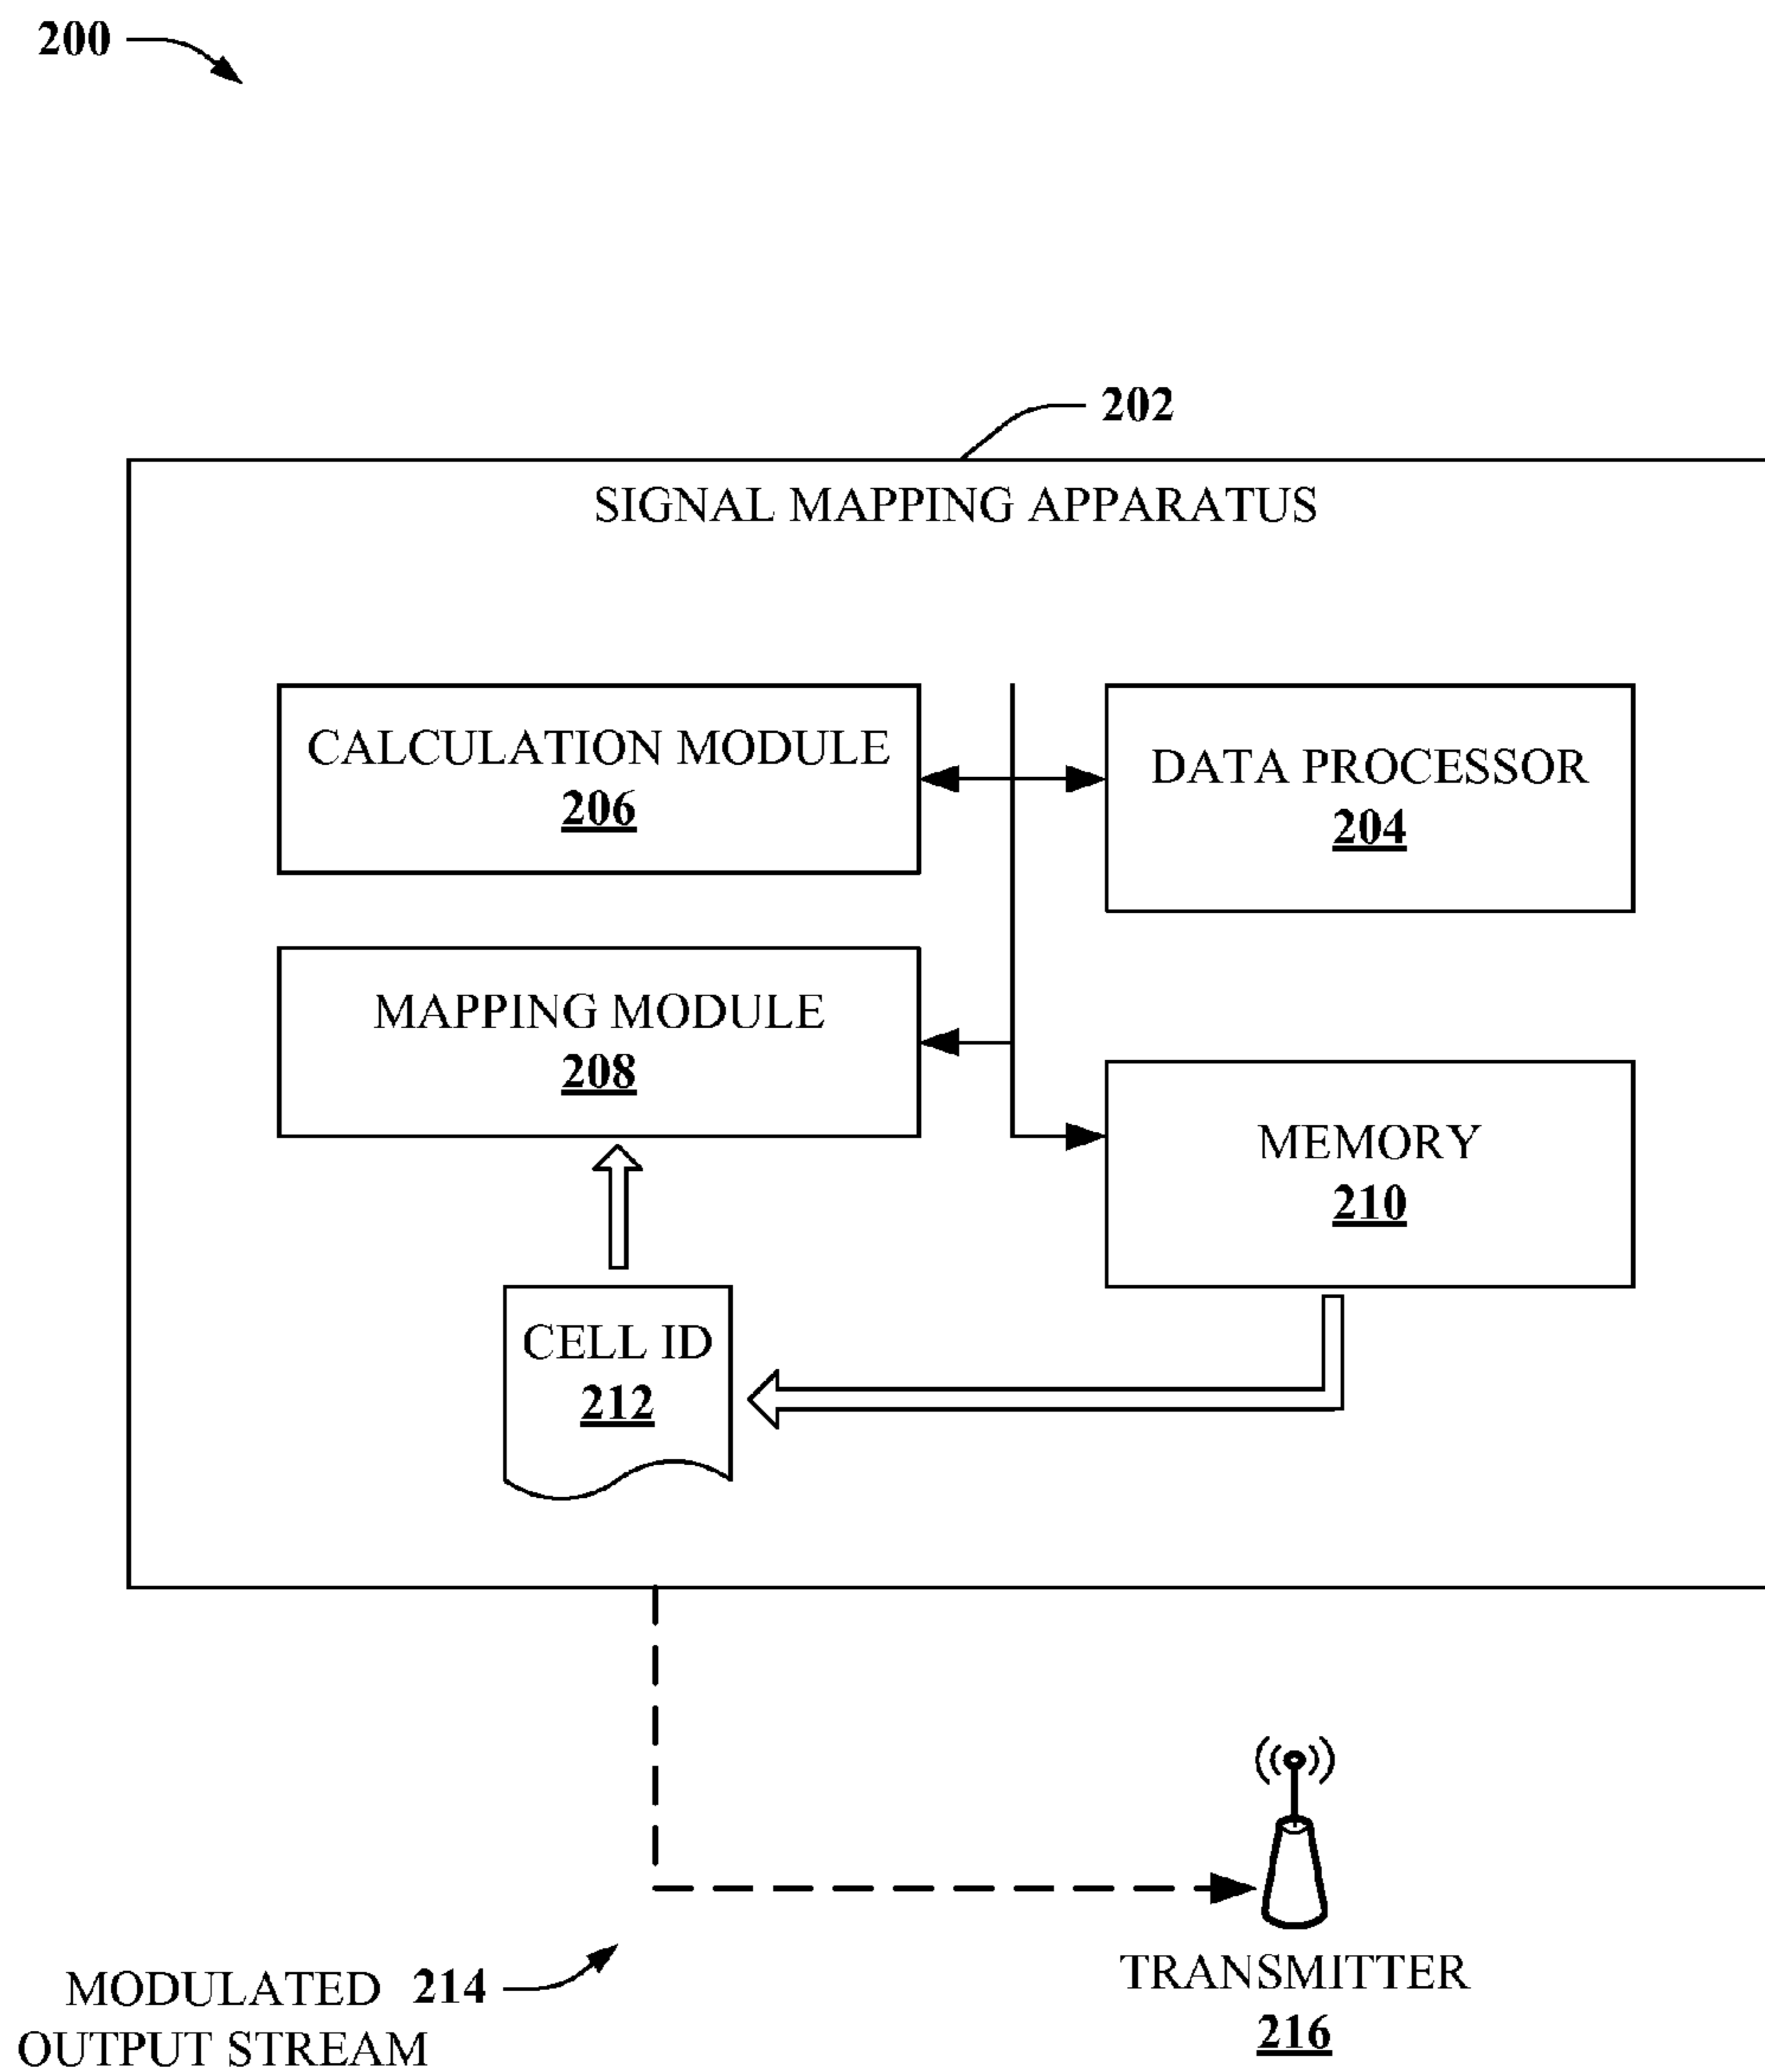 200
202
SIGNAL MAPPING APPARATUS
CALCULATION MODULE
206
DATA PROCESSOR
204
MAPPING MODULE
208
MEMORY
210
CELL ID
212
MODULATED 214
OUTPUT STREAM
TRANSMITTER
216